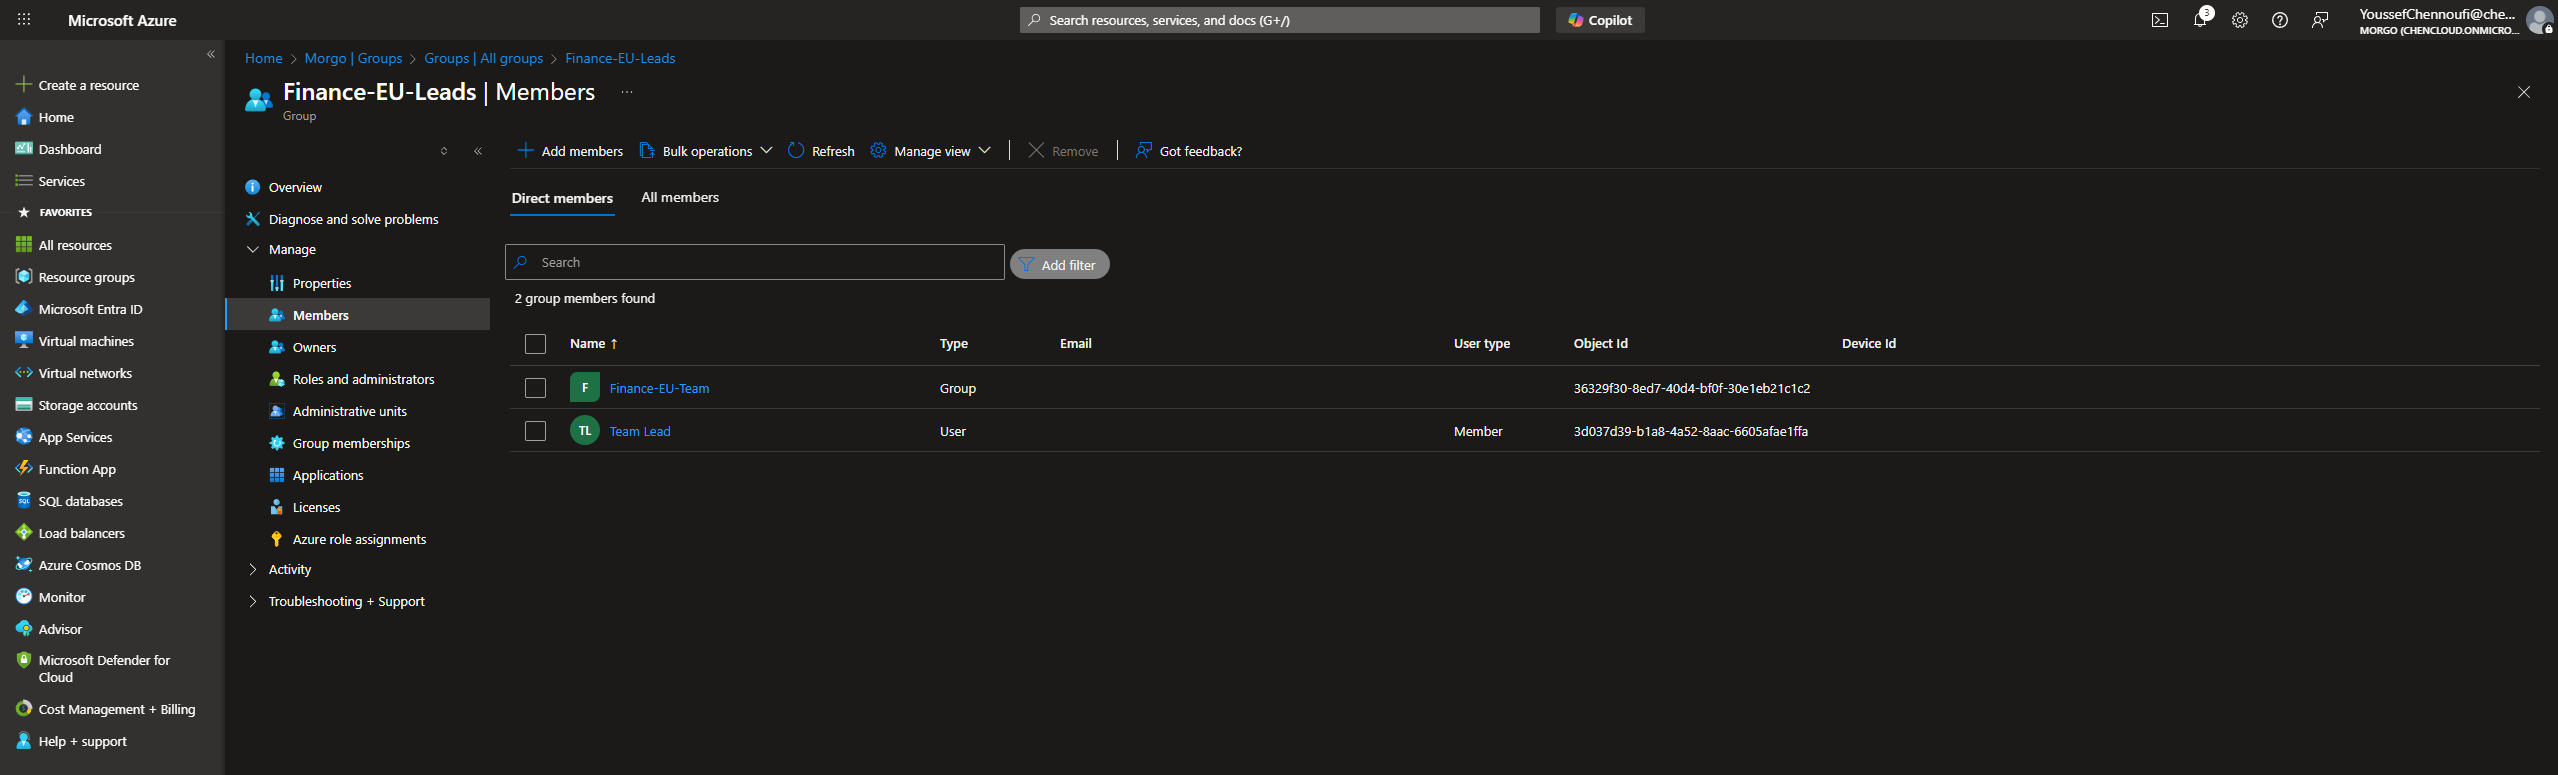 Microsoft Azure
Search resources, services, and docs (G+/)
Copilot
3
YoussefChennoufi@che...
MORGO (CHENCLOUD.ONMICRO...
Create a resource
Home
Dashboard
Services
FAVORITES
All resources
Resource groups
Microsoft Entra ID
Virtual machines
Virtual networks
Storage accounts
App Services
Function App
SQL databases
Load balancers
Azure Cosmos DB
Monitor
Advisor
Microsoft Defender for
Cloud
Cost Management + Billing
Help + support
Home > Morgo | Groups > Groups | All groups > Finance-EU-Leads
Finance-EU-Leads | Members ...
Group
Overview
Diagnose and solve problems
Manage
Properties
Members
Owners
Roles and administrators
Administrative units
Group memberships
Applications
Licenses
Azure role assignments
Activity
Troubleshooting + Support
Add members Bulk operations Refresh Manage view Remove Got feedback?
Direct members All members
Search
Add filter
2 group members found
Name ↑ Type Email User type Object Id Device Id
F Finance-EU-Team Group 36329f30-8ed7-40d4-bf0f-30e1eb21c1c2
TL Team Lead User Member 3d037d39-b1a8-4a52-8aac-6605afae1ffa